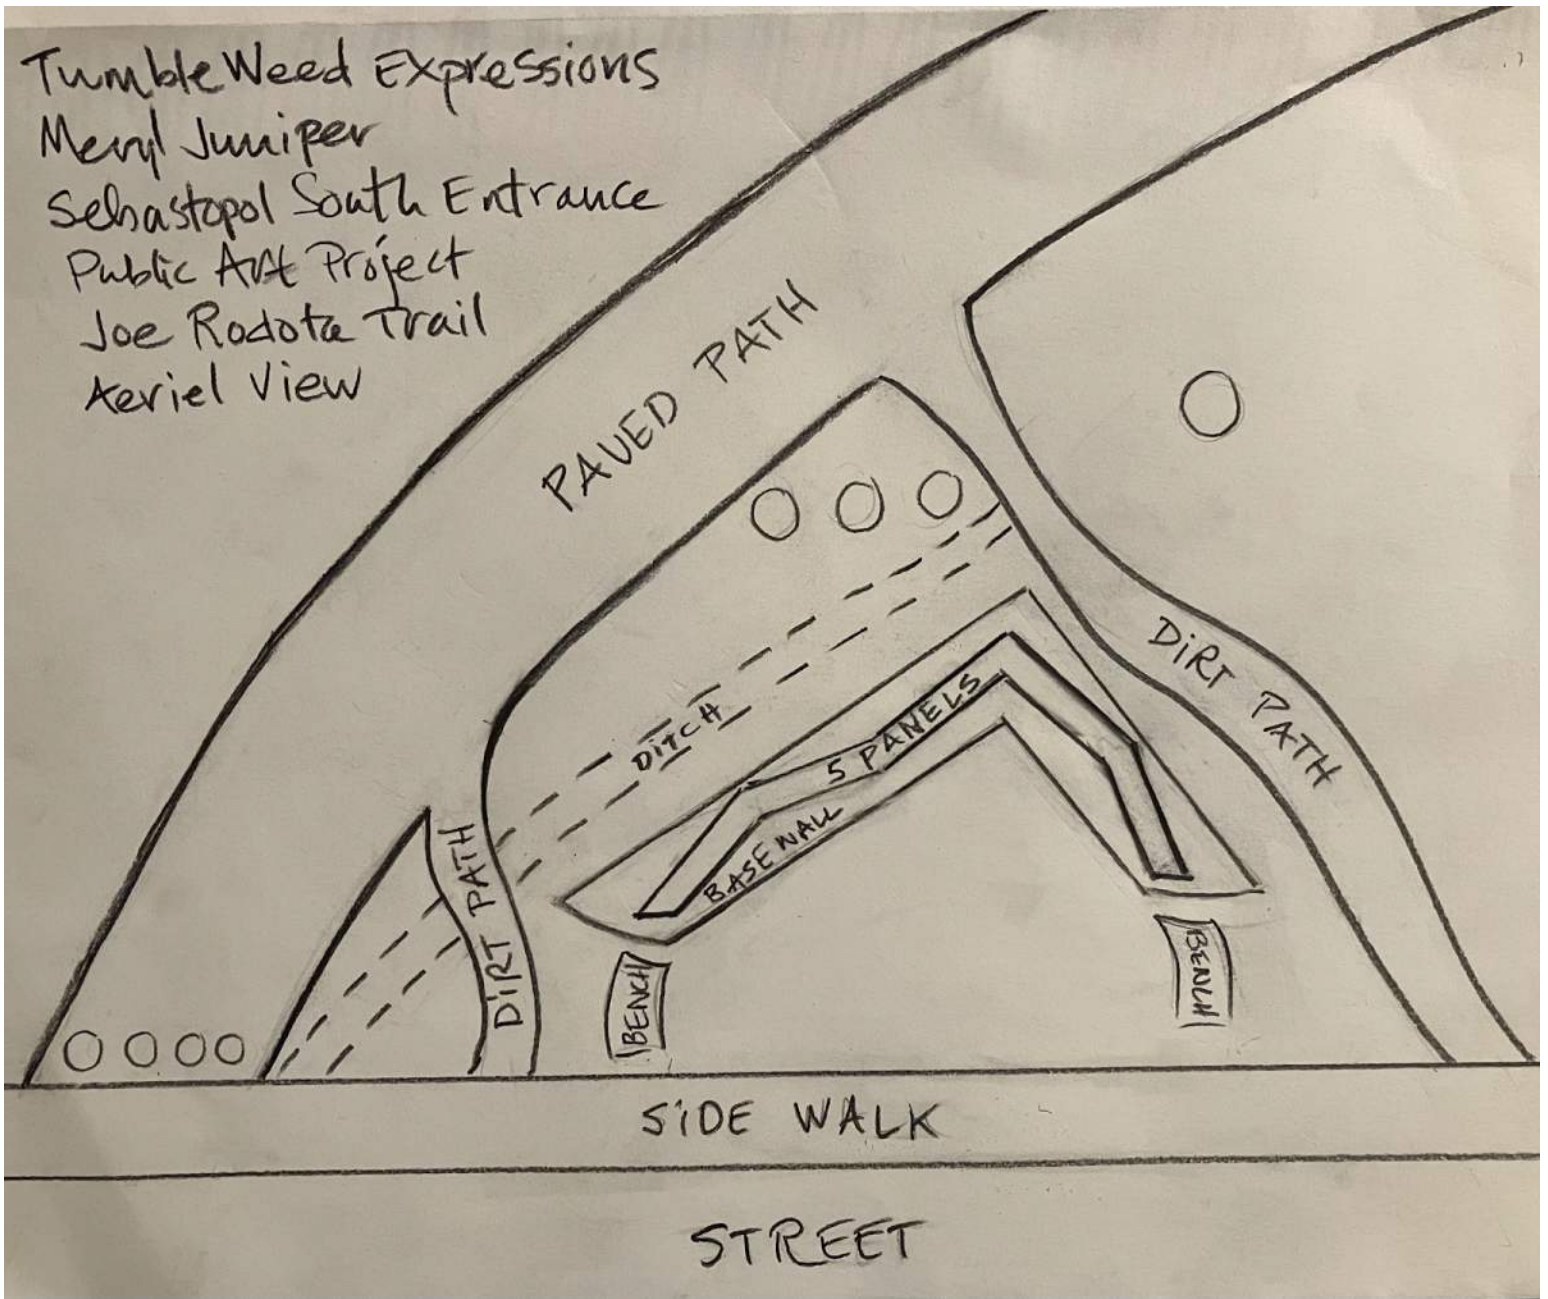 TumbleWeed Expressions
Meryl Juniper
Sebastopol South Entrance
Public Art Project
Joe Rodota Trail
Aeriel View
PAVED PATH
DiRT PATH
DITCH
5 PANELS
BASE WALL
DiRT PATH
BENCH
BENCH
SiDE WALK
STREET